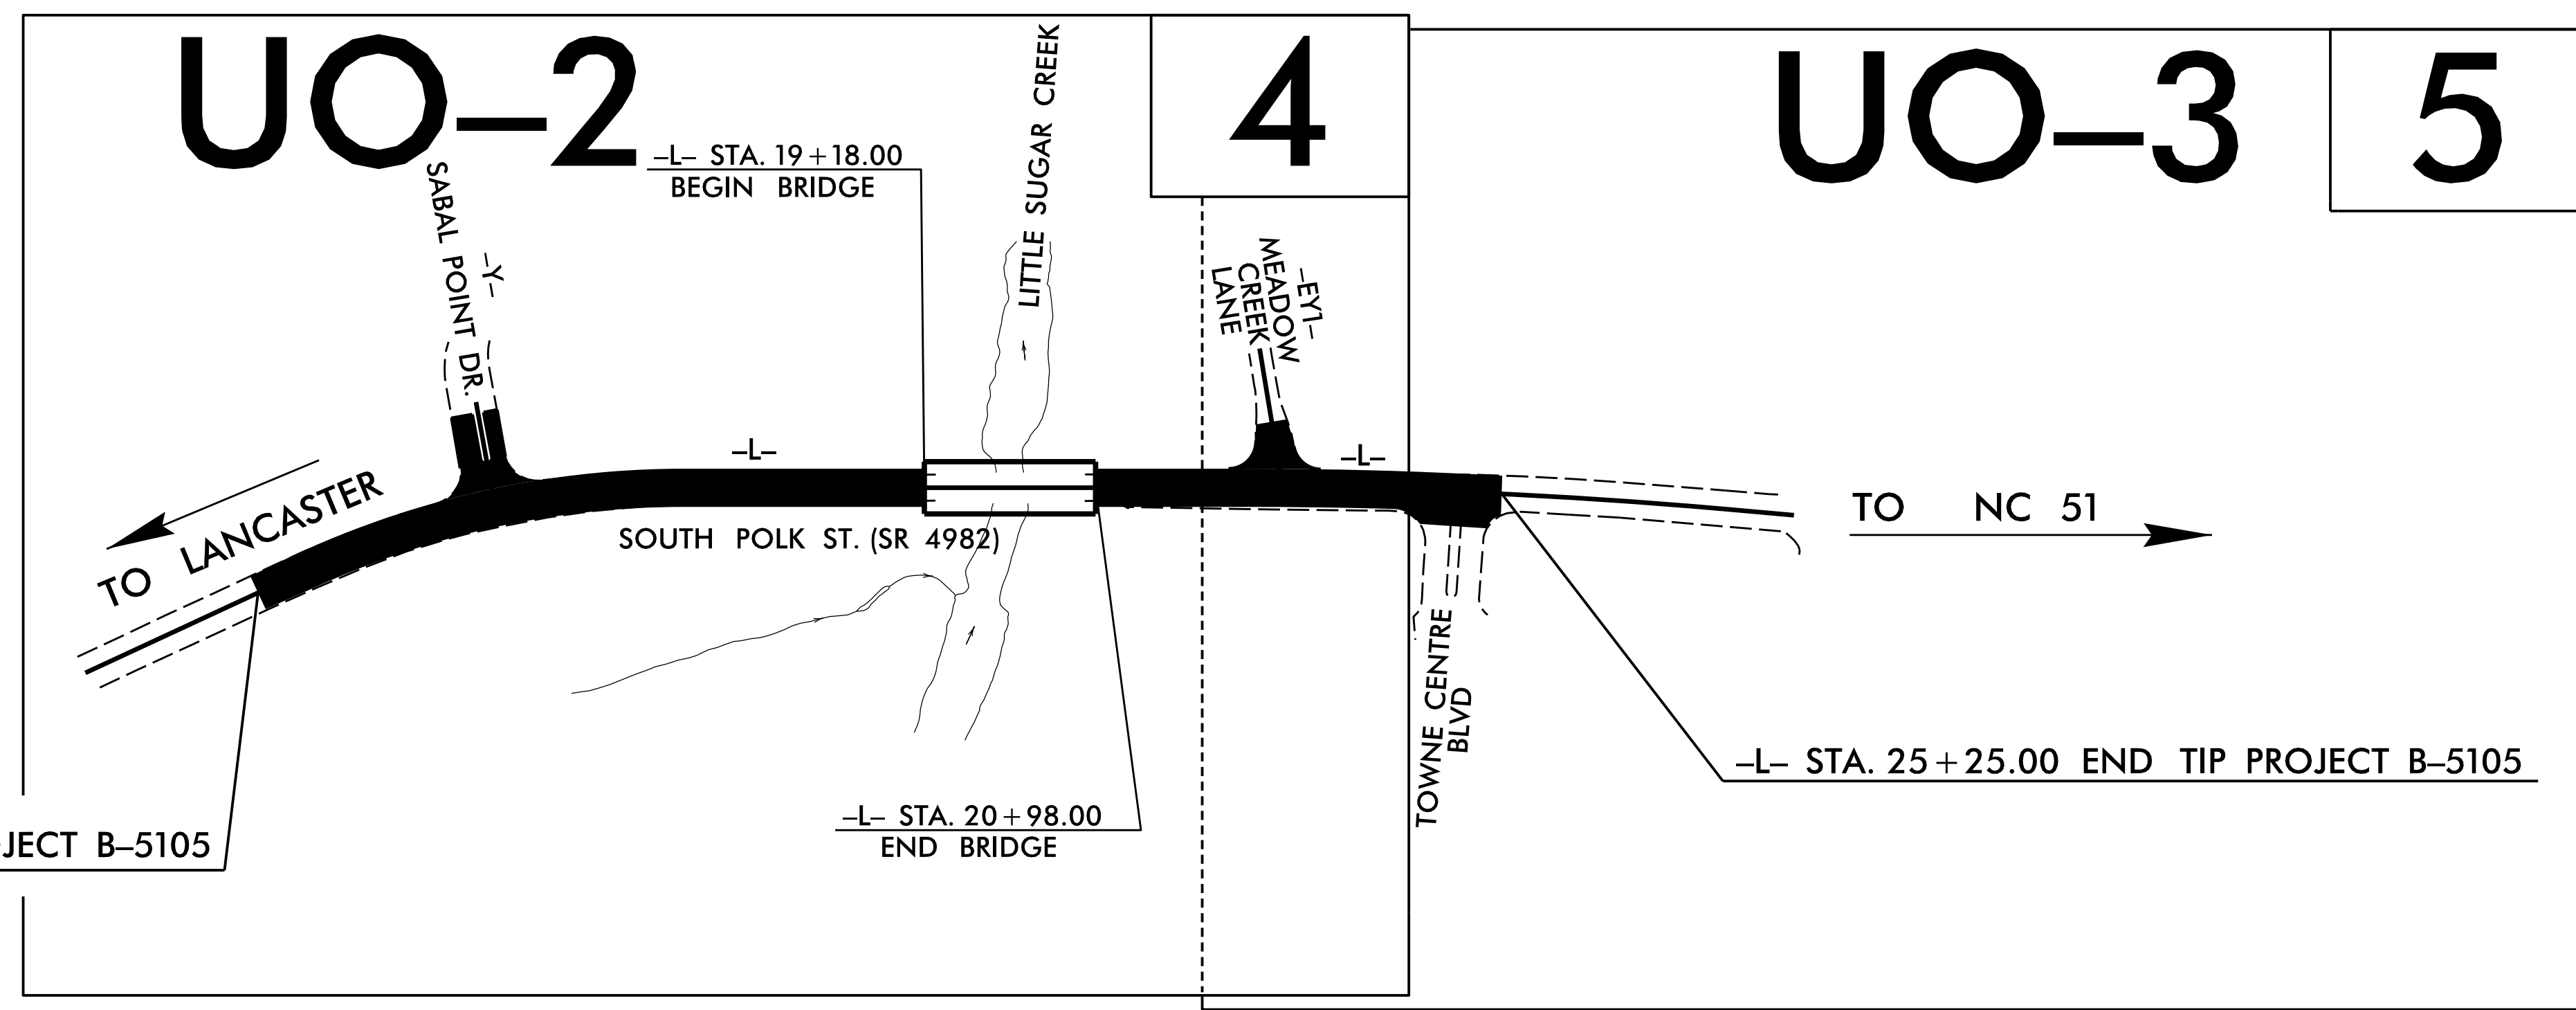 UO–2
4
UO–3
5
–L– STA. 19+18.00
BEGIN BRIDGE
LITTLE SUGAR CREEK
SABAL POINT DR.
–Y–
–EY1–
MEADOW
CREEK
LANE
–L–
–L–
TO LANCASTER
SOUTH POLK ST. (SR 4982)
TO NC 51
TOWNE CENTRE
BLVD
–L– STA. 25+25.00 END TIP PROJECT B–5105
–L– STA. 20+98.00
END BRIDGE
B–5105